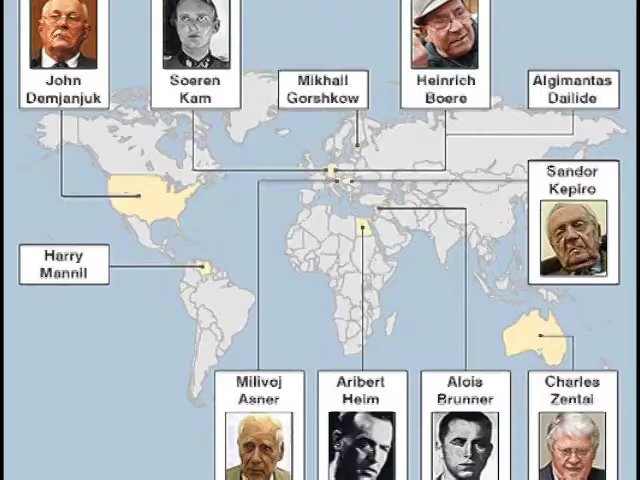 John
Demjanjuk
Soeren
Kam
Mikhail
Gorshkow
Heinrich
Boere
Algimantas
Dailide
Sandor
Kepiro
Harry
Mannil
Milivoj
Asner
Aribert
Heim
Alois
Brunner
Charles
Zentai